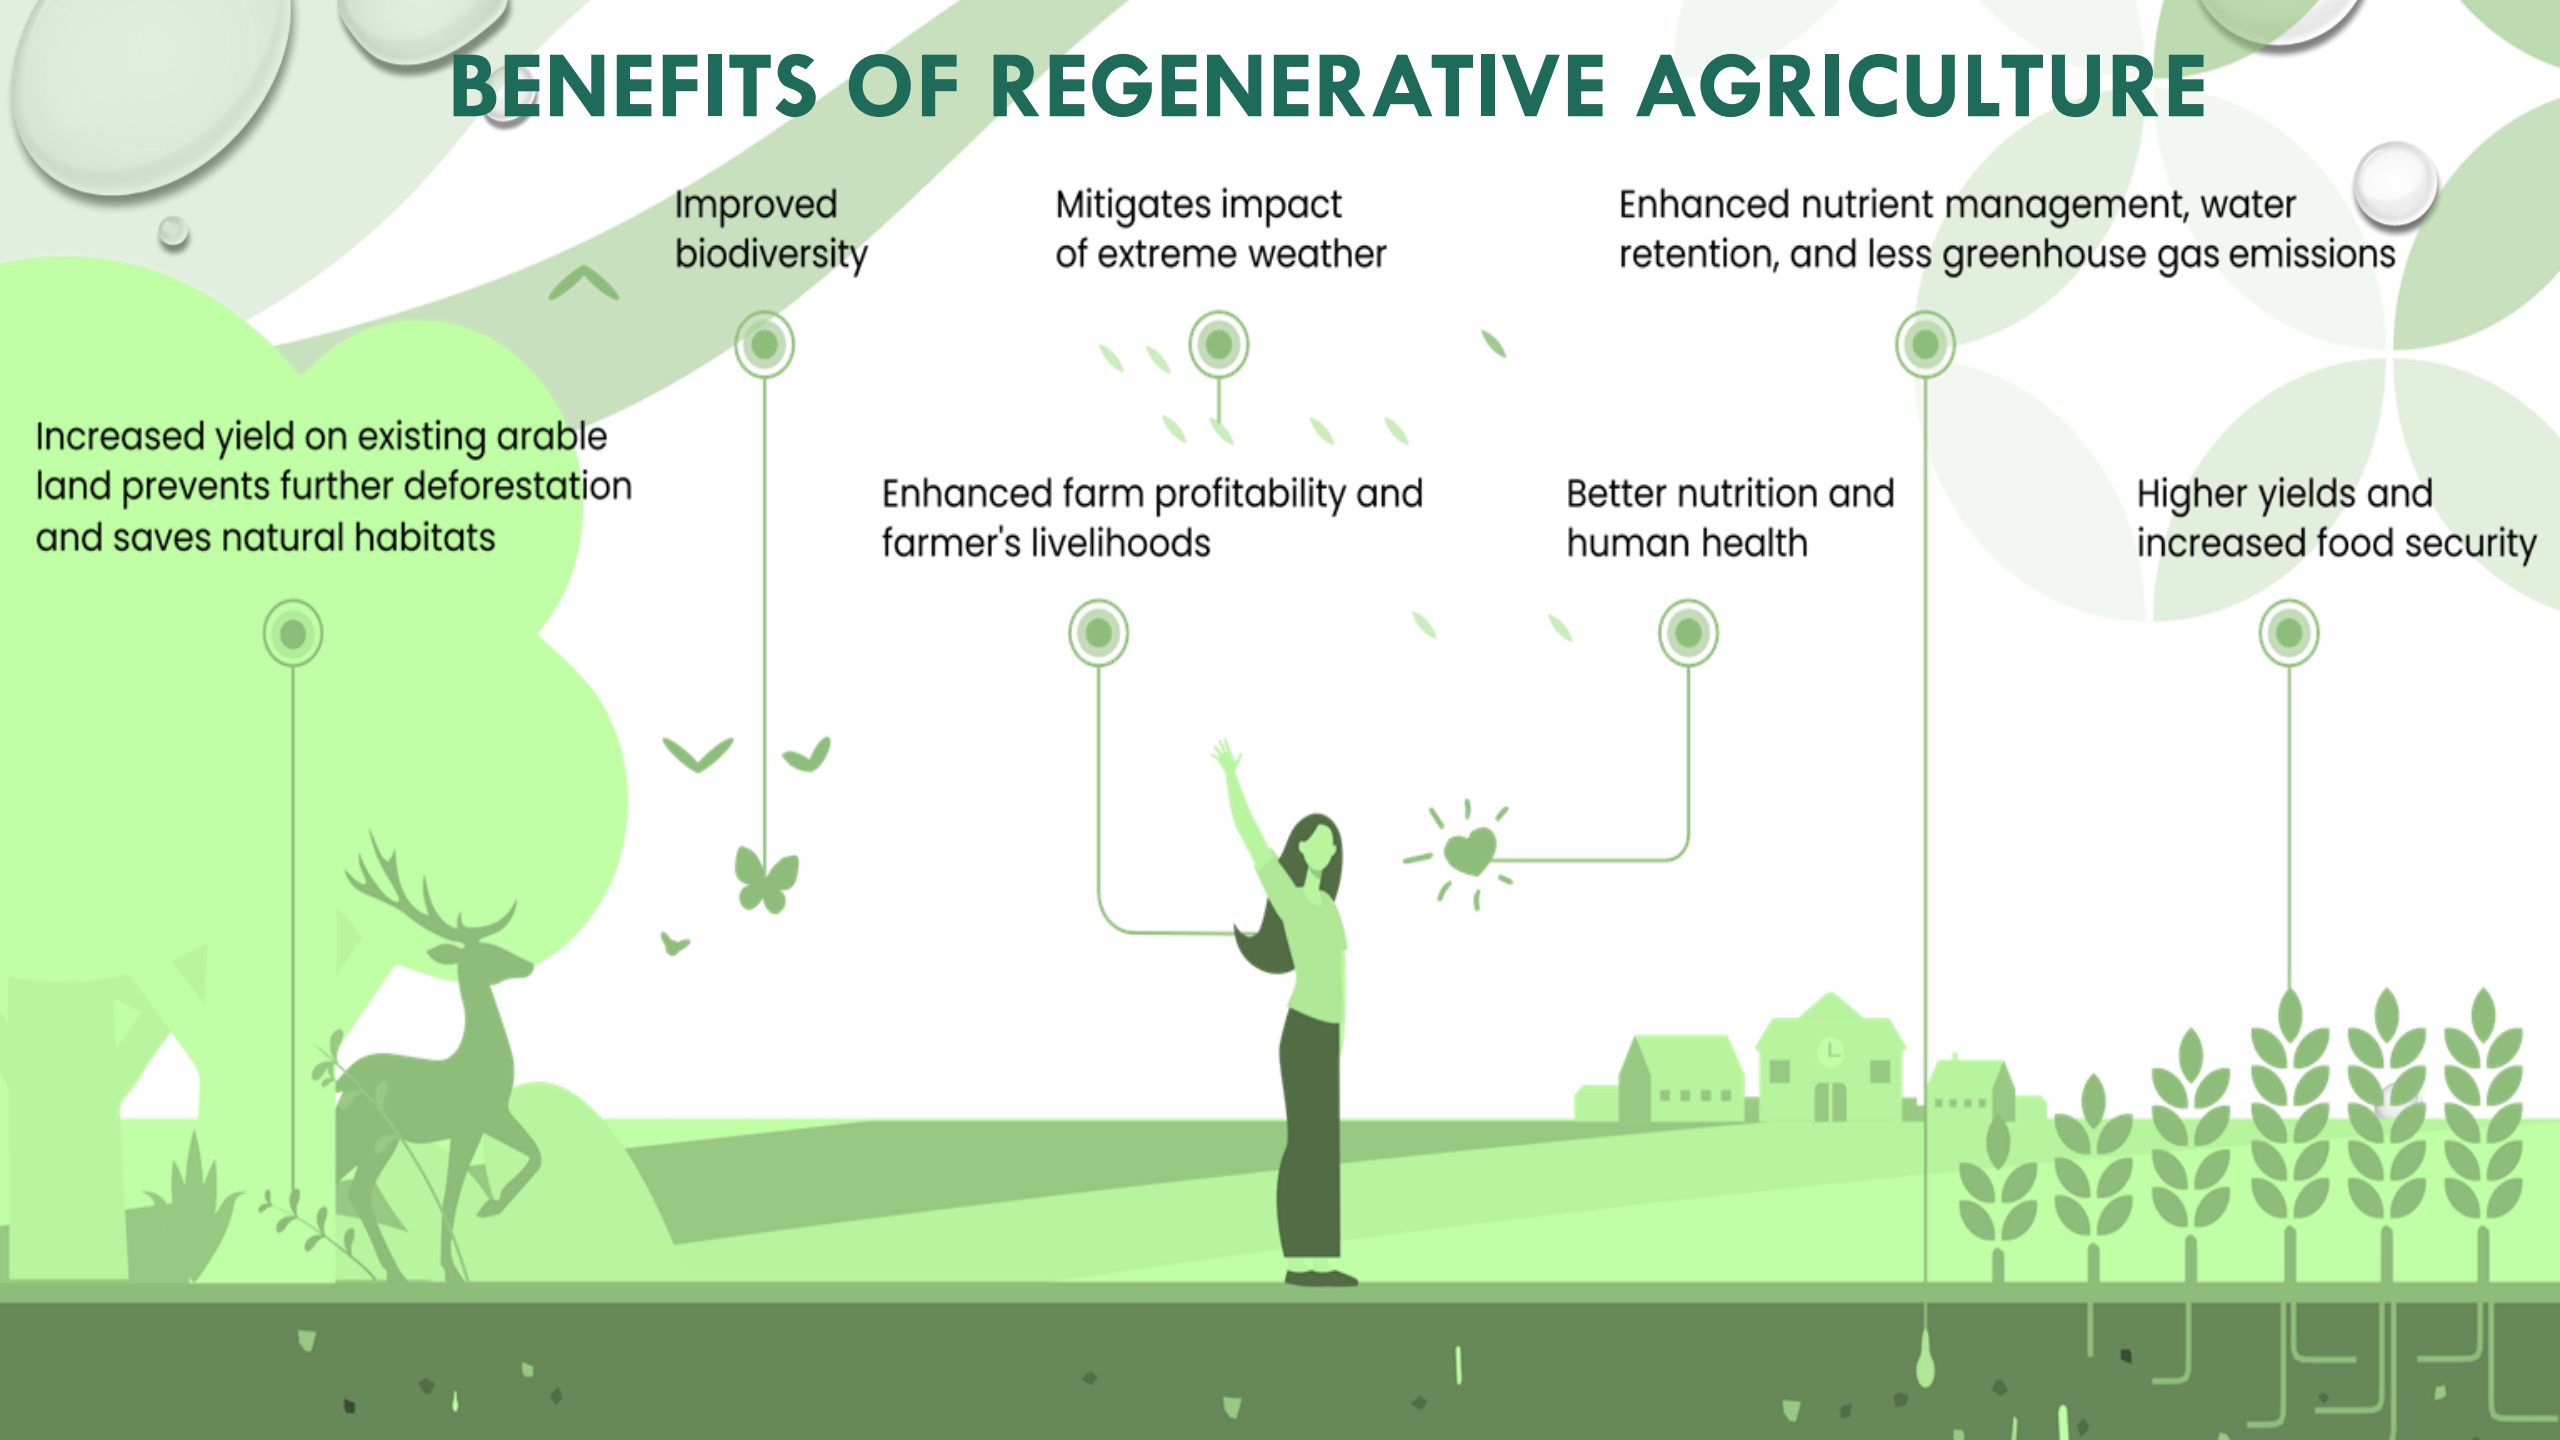 BENEFITS OF REGENERATIVE AGRICULTURE
Improved
biodiversity
Mitigates impact
of extreme weather
Enhanced nutrient management, water
retention, and less greenhouse gas emissions
Increased yield on existing arable
land prevents further deforestation
and saves natural habitats
Enhanced farm profitability and
farmer's livelihoods
Better nutrition and
human health
Higher yields and
increased food security